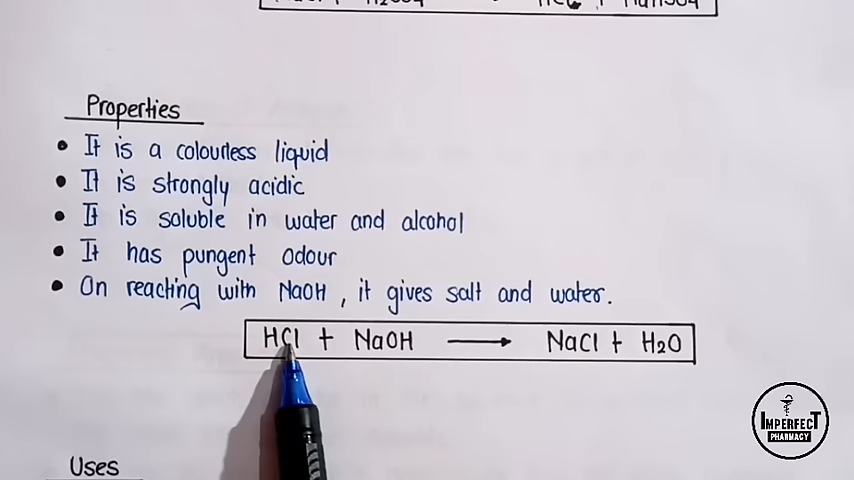 Properties
• It is a colourless liquid
• It is strongly acidic
• It is soluble in water and alcohol
• It has pungent odour
• On reacting with NaOH, it gives salt and water.
HCl + NaOH → NaCl + H2O
IMPERFECT
PHARMACY
Uses